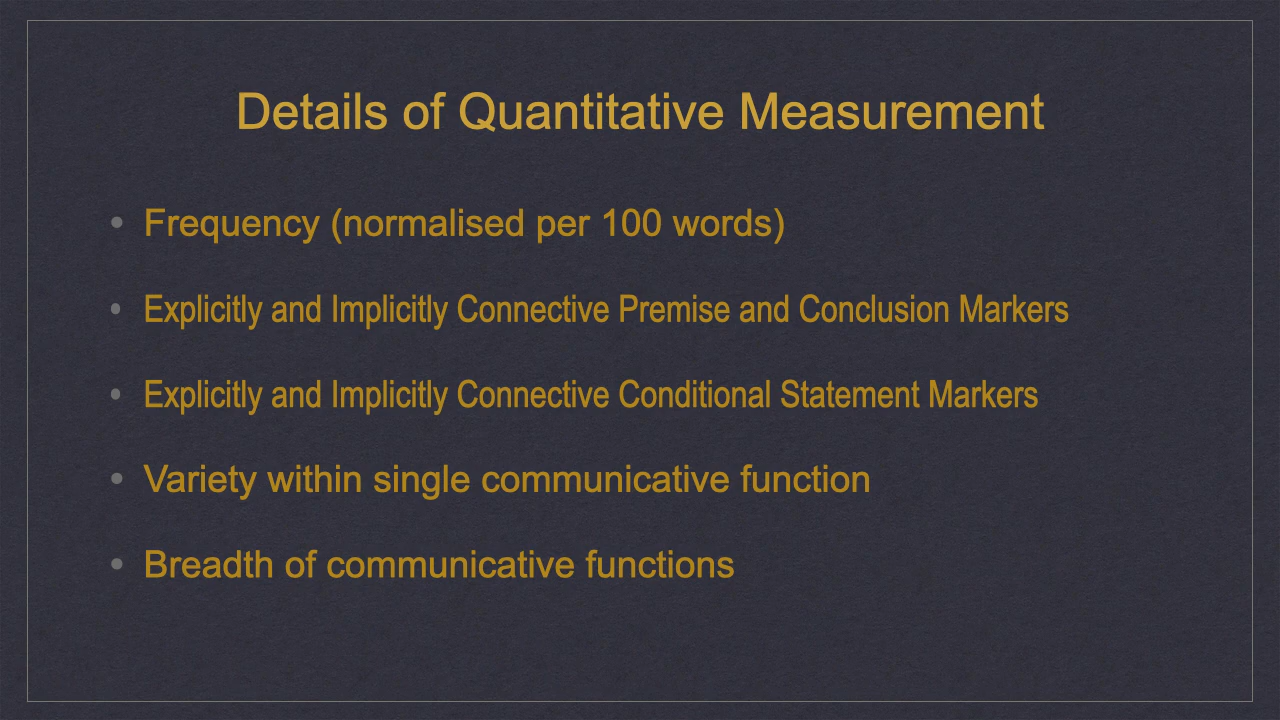 Details of Quantitative Measurement
• Frequency (normalised per 100 words)
• Explicitly and Implicitly Connective Premise and Conclusion Markers
• Explicitly and Implicitly Connective Conditional Statement Markers
• Variety within single communicative function
• Breadth of communicative functions